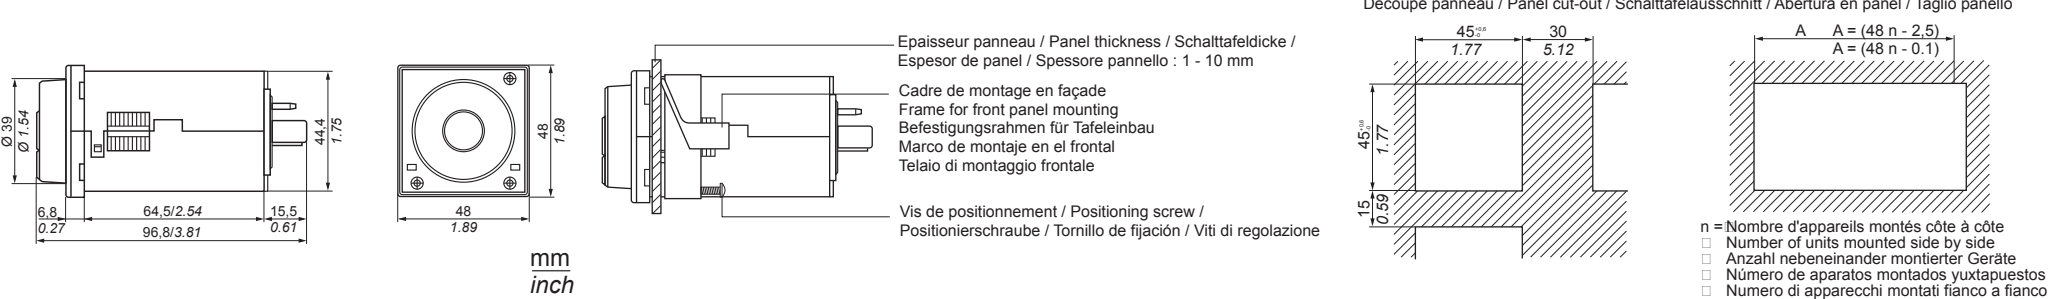 Découpe panneau / Panel cut-out / Schalttafelausschnitt / Abertura en panel / Taglio panello
Ø 39
Ø 1.54
44,4
1.75
6,8
0.27
64,5/2.54
15,5
0.61
96,8/3.81
48
1.89
48
1.89
mm
inch
Epaisseur panneau / Panel thickness / Schalttafeldicke /
Espesor de panel / Spessore pannello : 1 - 10 mm
Cadre de montage en façade
Frame for front panel mounting
Befestigungsrahmen für Tafeleinbau
Marco de montaje en el frontal
Telaio di montaggio frontale
Vis de positionnement / Positioning screw /
Positionierschraube / Tornillo de fijación / Viti di regolazione
45 +0,6 -0
1.77
30
5.12
45 +0,6 -0
1.77
15
0.59
A A = (48 n - 2,5)
A = (48 n - 0.1)
n = Nombre d'appareils montés côte à côte
Number of units mounted side by side
Anzahl nebeneinander montierter Geräte
Número de aparatos montados yuxtapuestos
Numero di apparecchi montati fianco a fianco